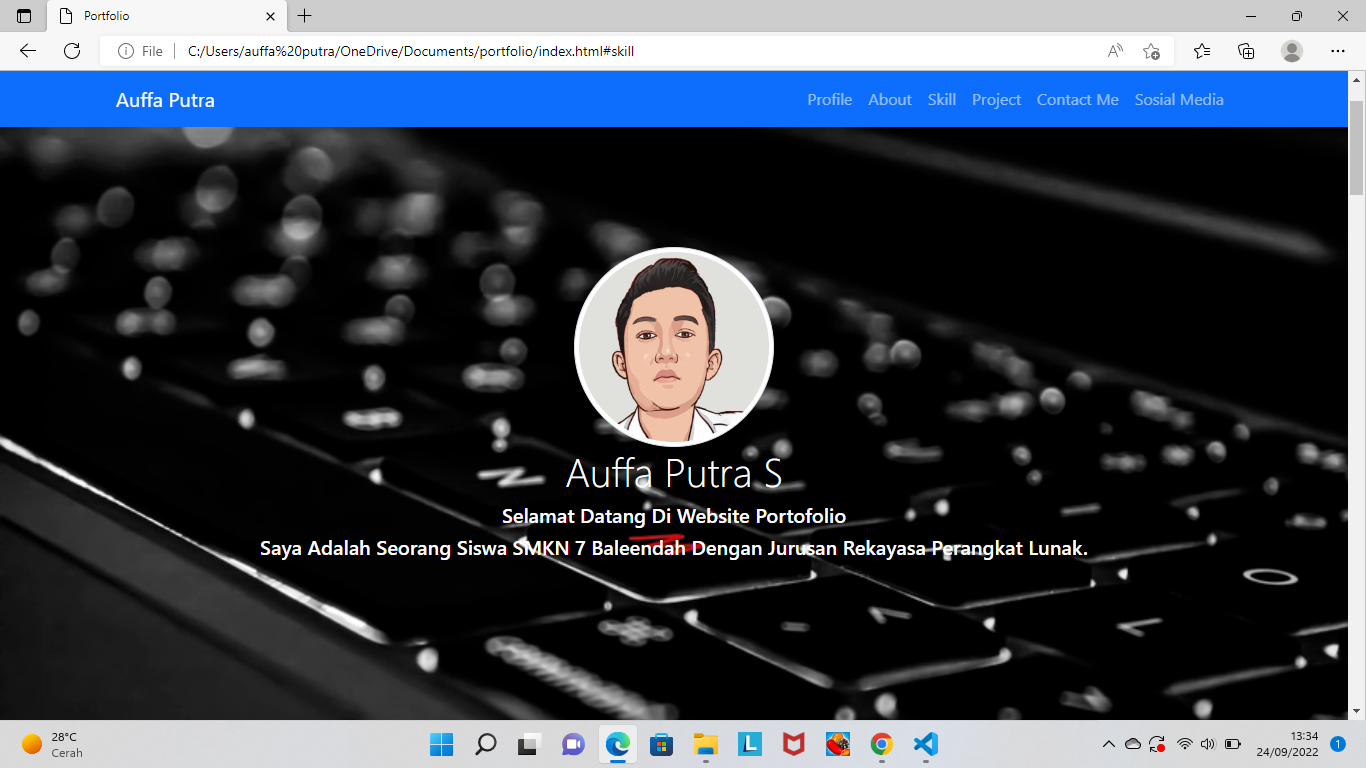 Portfolio
File
C:/Users/auffa%20putra/OneDrive/Documents/portfolio/index.html#skill
Auffa Putra
Profile About Skill Project Contact Me Sosial Media
Auffa Putra S
Selamat Datang Di Website Portofolio
Saya Adalah Seorang Siswa SMKN 7 Baleendah Dengan Jurusan Rekayasa Perangkat Lunak.
28°C
Cerah
13:34
24/09/2022
1